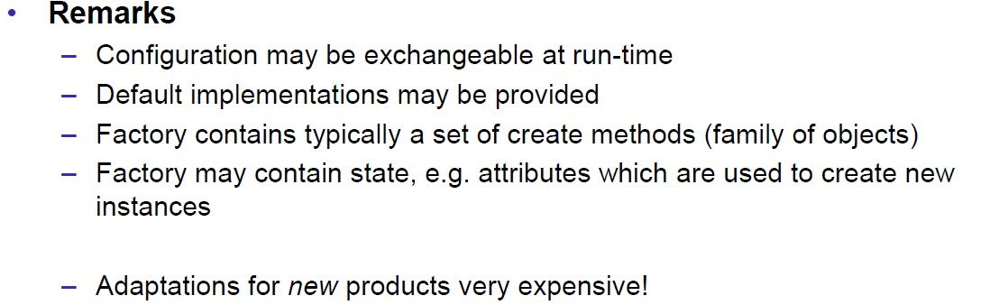 • Remarks
– Configuration may be exchangeable at run-time
– Default implementations may be provided
– Factory contains typically a set of create methods (family of objects)
– Factory may contain state, e.g. attributes which are used to create new
instances
– Adaptations for new products very expensive!